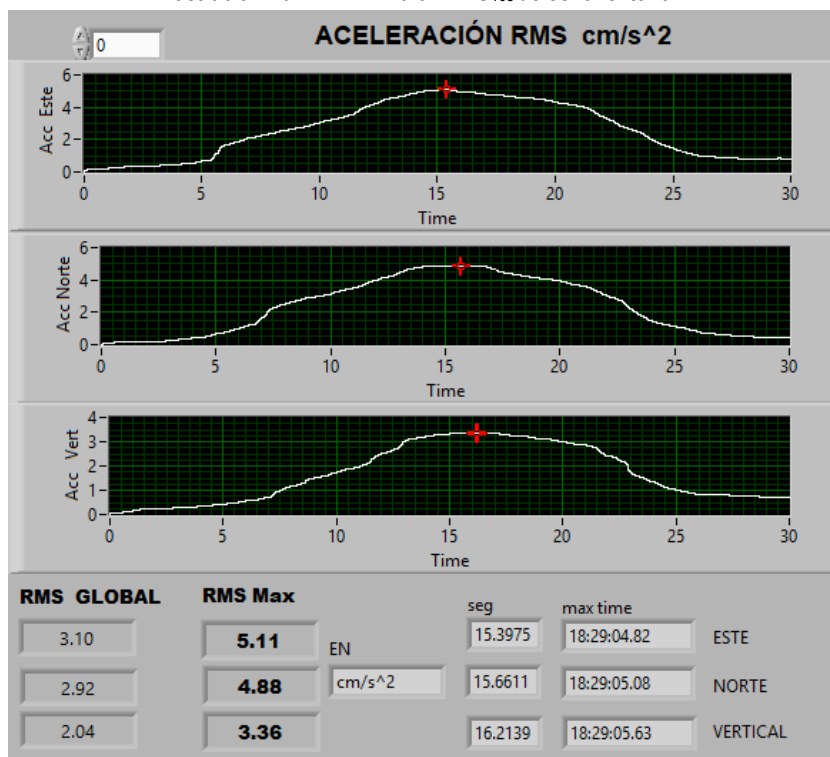 0
ACELERACIÓN RMS cm/s^2
Acc Este
6
4
2
0
0 5 10 15 20 25 30
Time
Acc Norte
6
4
2
0
0 5 10 15 20 25 30
Time
Acc Vert
4
3
2
1
0
0 5 10 15 20 25 30
Time
RMS GLOBAL RMS Max seg max time
3.10 5.11 EN 15.3975 18:29:04.82 ESTE
2.92 4.88 cm/s^2 15.6611 18:29:05.08 NORTE
2.04 3.36 16.2139 18:29:05.63 VERTICAL